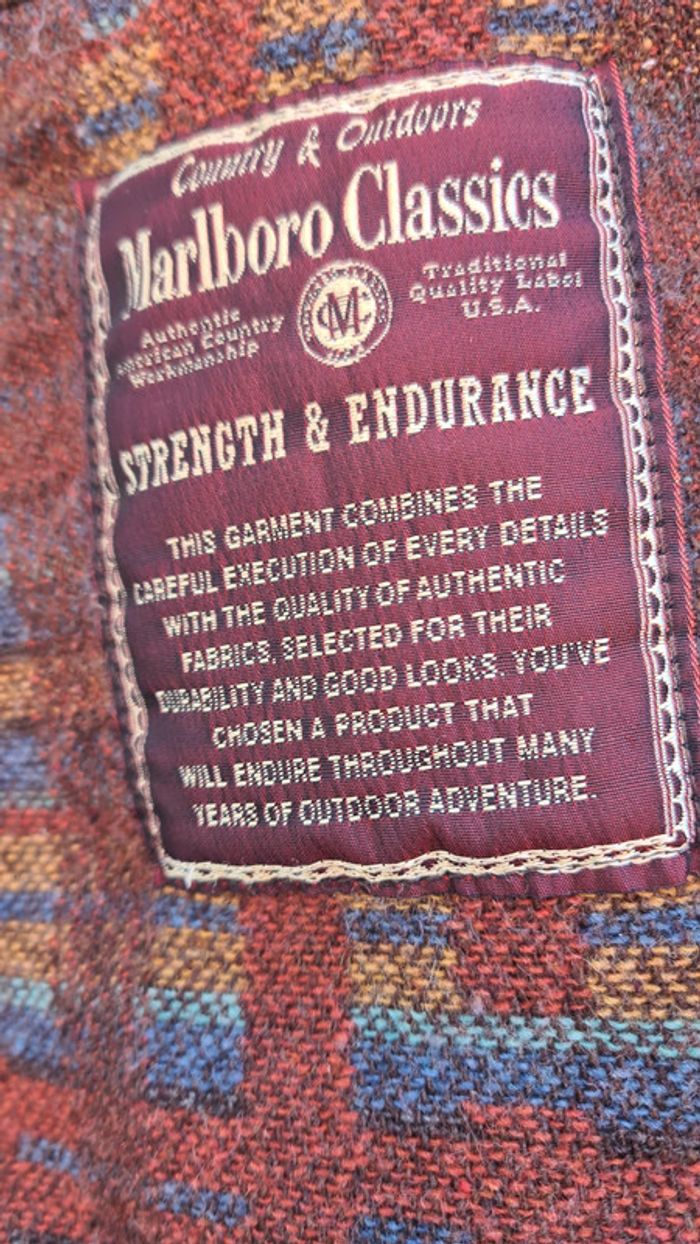 Country & Outdoors
Marlboro Classics
Authentic
American Country
Workmanship
MC
Traditional
Quality Label
U.S.A.
STRENGTH & ENDURANCE
THIS GARMENT COMBINES THE
CAREFUL EXECUTION OF EVERY DETAILS
WITH THE QUALITY OF AUTHENTIC
FABRICS, SELECTED FOR THEIR
DURABILITY AND GOOD LOOKS. YOU'VE
CHOSEN A PRODUCT THAT
WILL ENDURE THROUGHOUT MANY
YEARS OF OUTDOOR ADVENTURE.